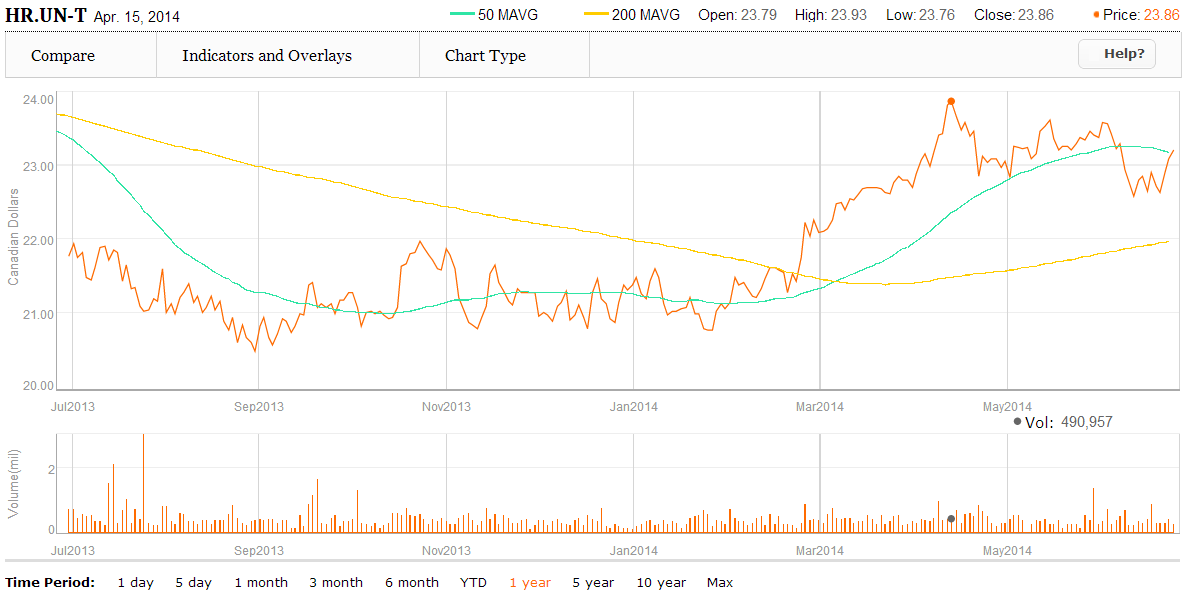 HR.UN-T Apr. 15, 2014 50 MAVG 200 MAVG Open: 23.79 High: 23.93 Low: 23.76 Close: 23.86 Price: 23.86
Compare Indicators and Overlays Chart Type Help?
24.00
23.00
22.00
21.00
20.00
Canadian Dollars
Jul2013 Sep2013 Nov2013 Jan2014 Mar2014 May2014
Vol: 490,957
2
0
Volume(mil)
Jul2013 Sep2013 Nov2013 Jan2014 Mar2014 May2014
Time Period: 1 day 5 day 1 month 3 month 6 month YTD 1 year 5 year 10 year Max